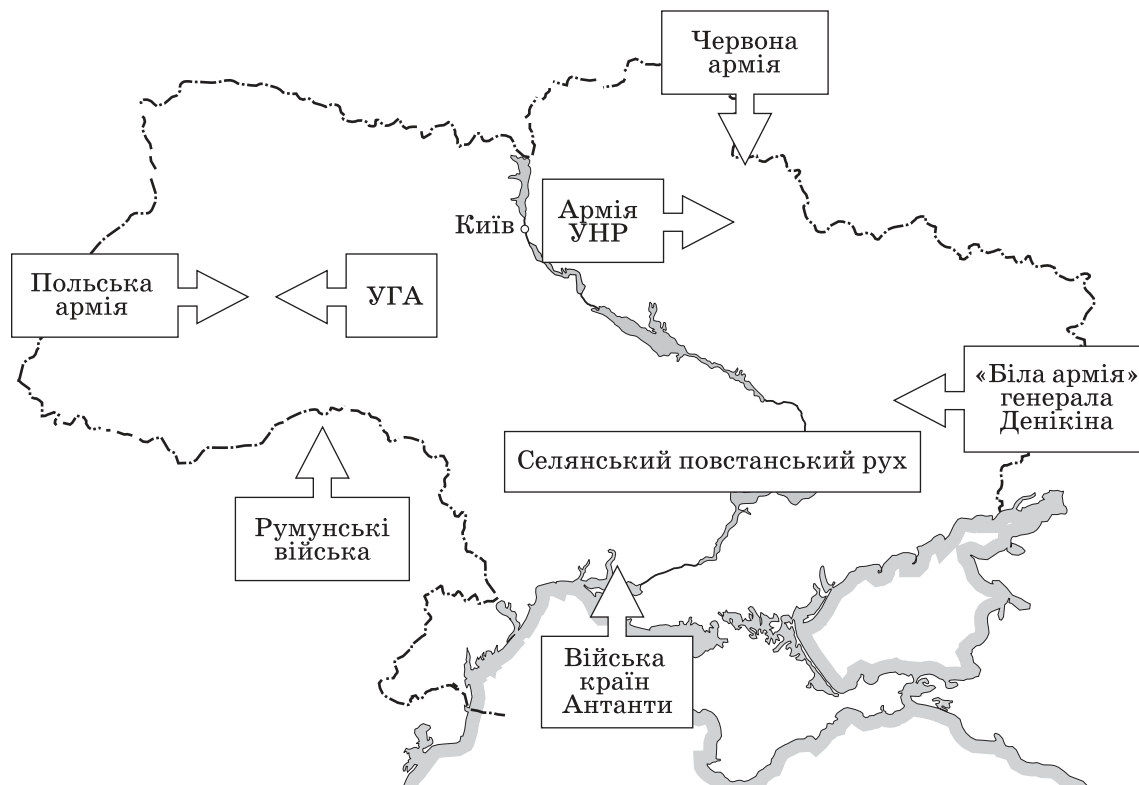 Червона
армія
Київ
Армія
УНР
Польська
армія
УГА
«Біла армія»
генерала
Денікіна
Селянський повстанський рух
Румунські
війська
Війська
країн
Антанти